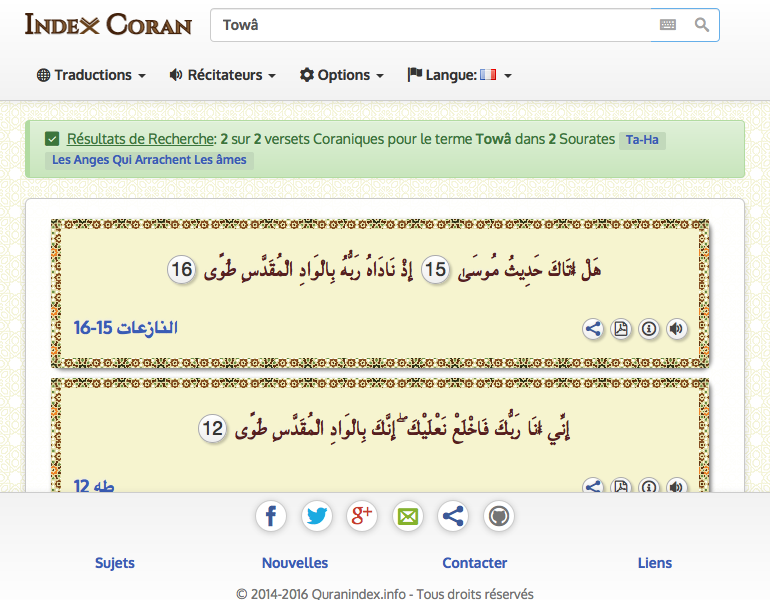 Index Coran
Towâ
Traductions Récitateurs Options Langue:
Résultats de Recherche: 2 sur 2 versets Coraniques pour le terme Towâ dans 2 Sourates Ta-Ha
Les Anges Qui Arrachent Les âmes
هَلْ أَتَاكَ حَدِيثُ مُوسَىٰ 15 إِذْ نَادَاهُ رَبُّهُ بِالْوَادِ الْمُقَدَّسِ طُوًى 16
النازعات 15-16
إِنِّي أَنَا رَبُّكَ فَاخْلَعْ نَعْلَيْكَ ۖ إِنَّكَ بِالْوَادِ الْمُقَدَّسِ طُوًى 12
طه 12
Sujets Nouvelles Contacter Liens
© 2014-2016 Quranindex.info - Tous droits réservés